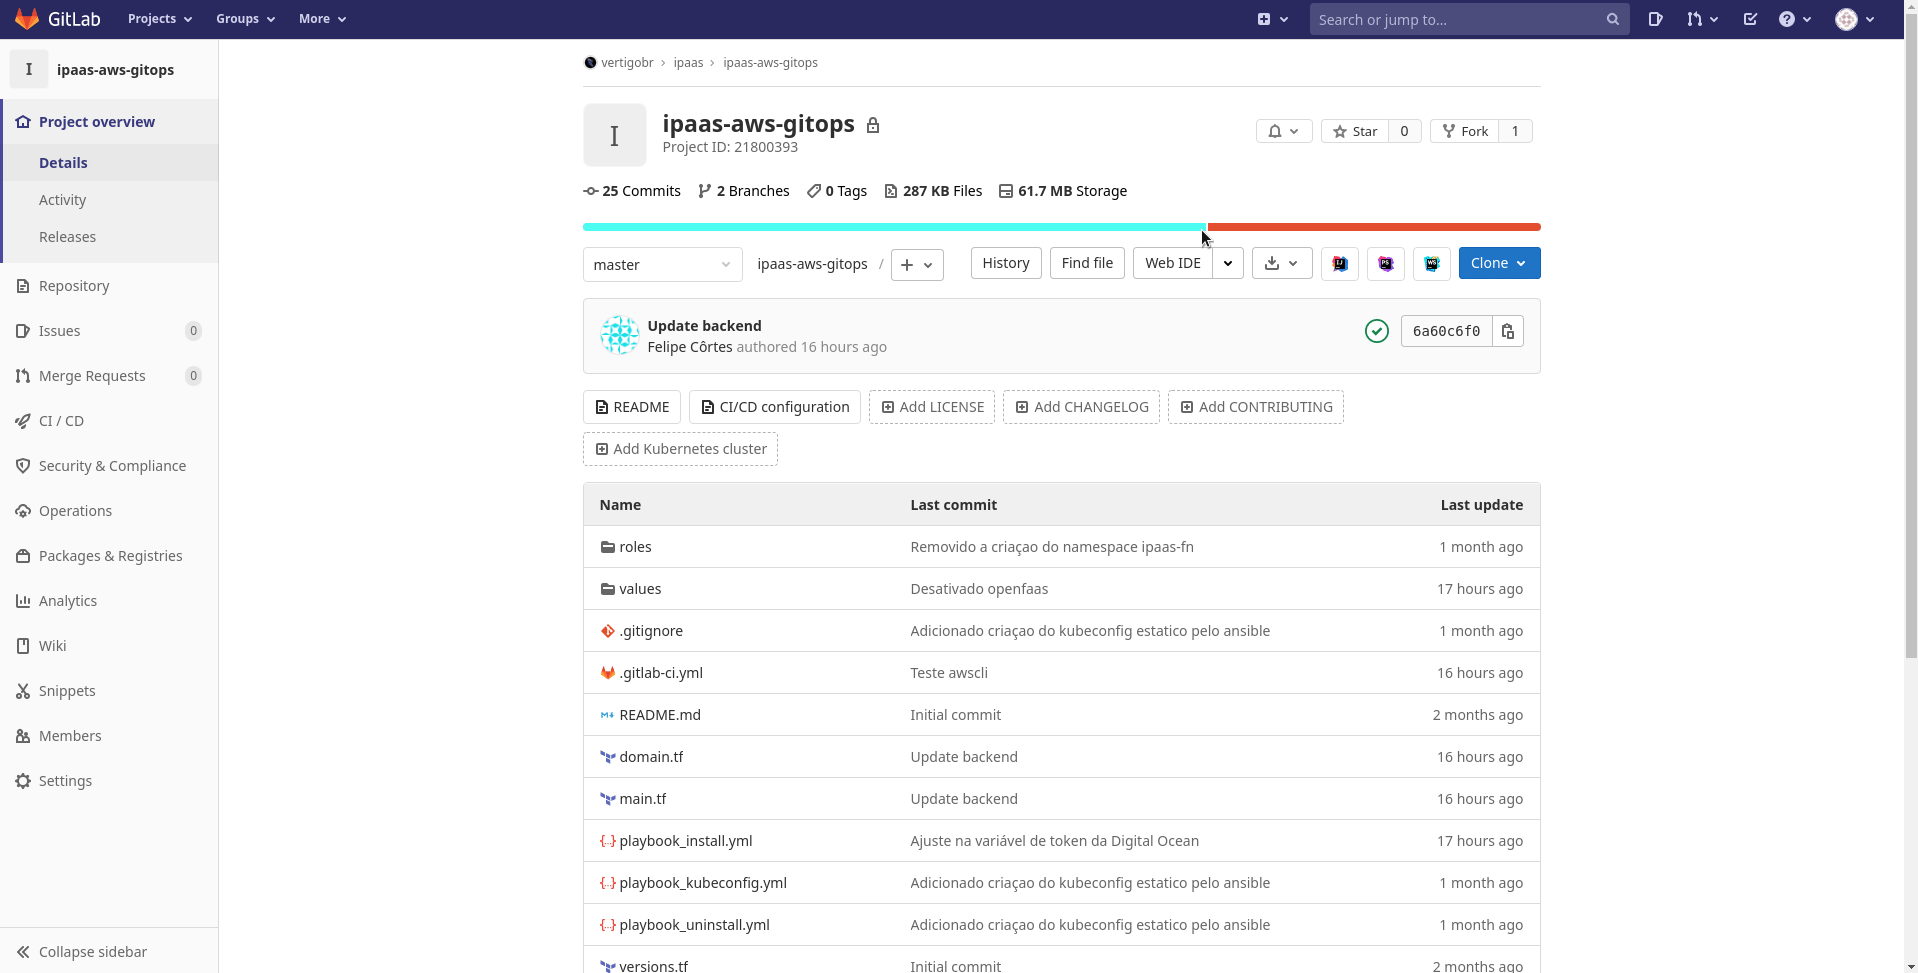 GitLab Projects Groups More Search or jump to...
I ipaas-aws-gitops
Project overview
Details
Activity
Releases
Repository
Issues 0
Merge Requests 0
CI / CD
Security & Compliance
Operations
Packages & Registries
Analytics
Wiki
Snippets
Members
Settings
Collapse sidebar
vertigobr › ipaas › ipaas-aws-gitops
I
ipaas-aws-gitops
Project ID: 21800393
Star 0 Fork 1
25 Commits 2 Branches 0 Tags 287 KB Files 61.7 MB Storage
master ipaas-aws-gitops / + History Find file Web IDE IJ PS WS Clone
Update backend
Felipe Côrtes authored 16 hours ago
6a60c6f0
README CI/CD configuration Add LICENSE Add CHANGELOG Add CONTRIBUTING
Add Kubernetes cluster
Name Last commit Last update
roles Removido a criaçao do namespace ipaas-fn 1 month ago
values Desativado openfaas 17 hours ago
.gitignore Adicionado criaçao do kubeconfig estatico pelo ansible 1 month ago
.gitlab-ci.yml Teste awscli 16 hours ago
README.md Initial commit 2 months ago
domain.tf Update backend 16 hours ago
main.tf Update backend 16 hours ago
playbook_install.yml Ajuste na variável de token da Digital Ocean 17 hours ago
playbook_kubeconfig.yml Adicionado criaçao do kubeconfig estatico pelo ansible 1 month ago
playbook_uninstall.yml Adicionado criaçao do kubeconfig estatico pelo ansible 1 month ago
versions.tf Initial commit 2 months ago